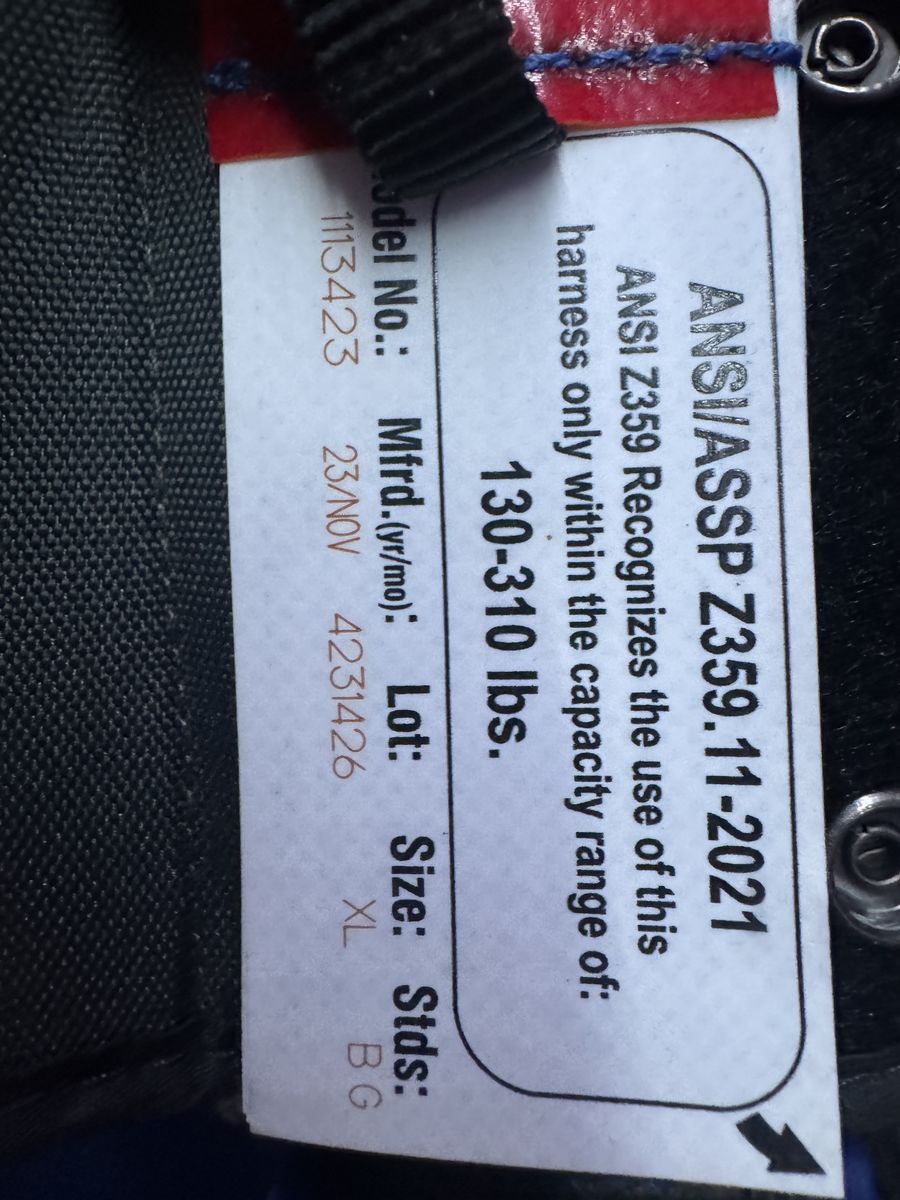 ANSI/ASSP Z359.11-2021
ANSI Z359 Recognizes the use of this
harness only within the capacity range of:
130-310 lbs.
No.: Mfrd.(yr/mo): Lot: Size: Stds:
1113423 23/NOV 4231426 XL B G